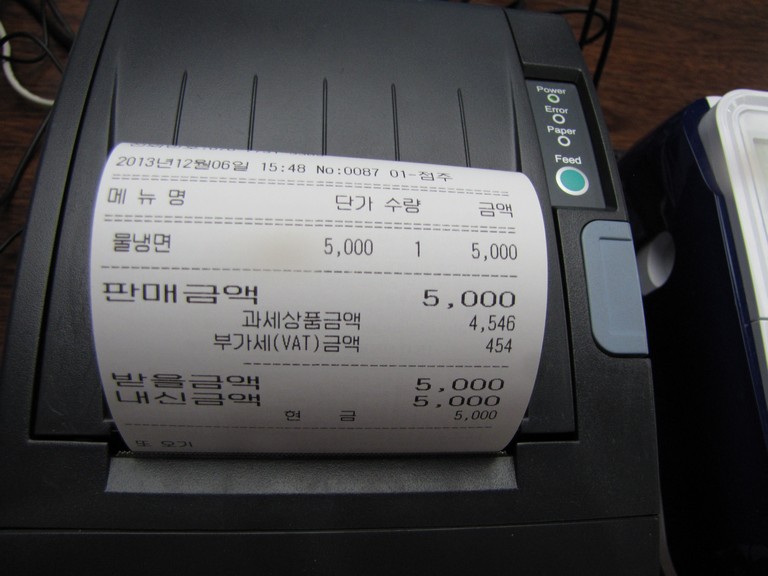 2013년12월06일 15:48 No:0087 01-점주
메 뉴 명 단가 수량 금액
물냉면 5,000 1 5,000
판매금액 5,000
과세상품금액 4,546
부가세(VAT)금액 454
받을금액 5,000
내신금액 5,000
현 금 5,000
Power
Error
Paper
Feed